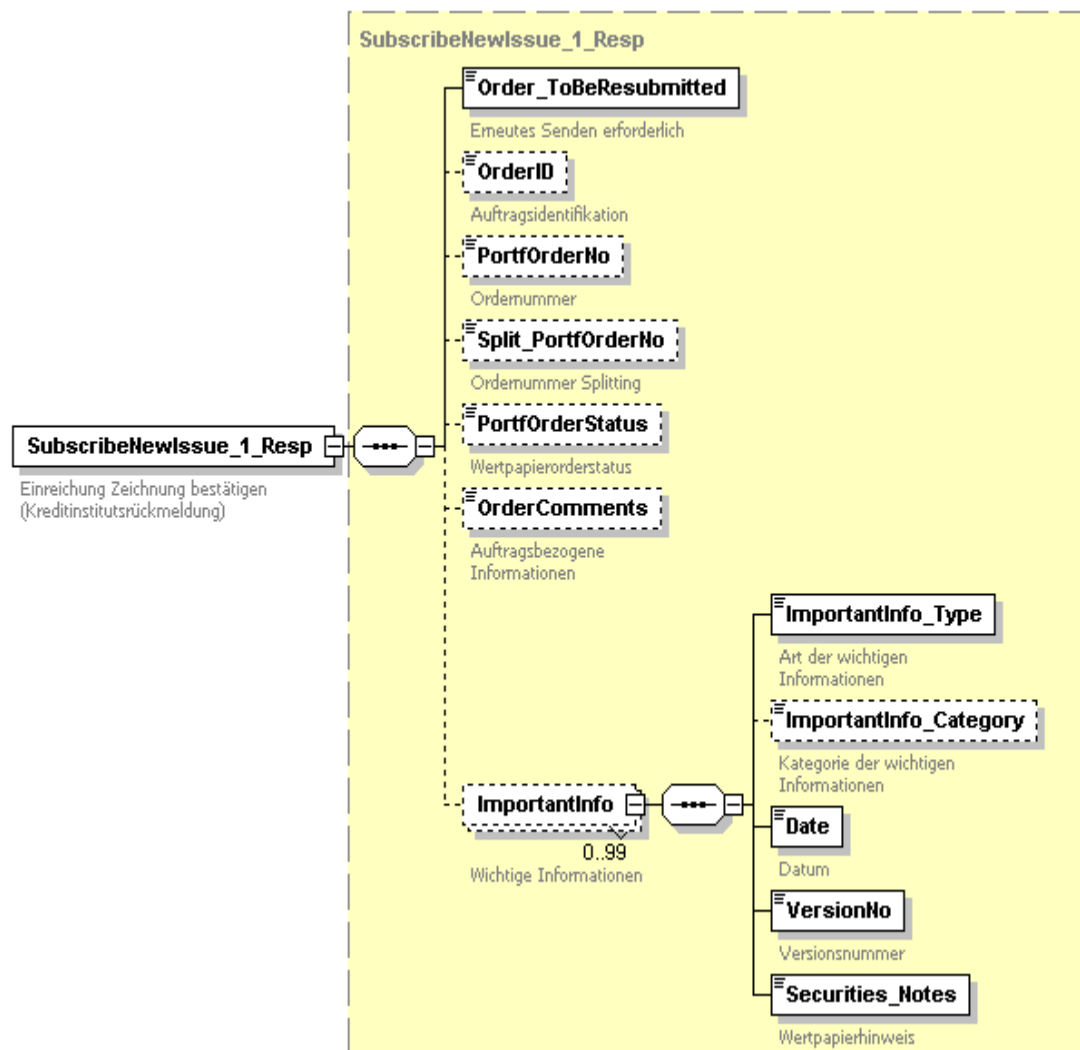 SubscribeNewIssue_1_Resp
Order_ToBeResubmitted
Erneutes Senden erforderlich
OrderID
Auftragsidentifikation
PortfOrderNo
Ordernummer
Split_PortfOrderNo
Ordernummer Splitting
PortfOrderStatus
Wertpapierorderstatus
SubscribeNewIssue_1_Resp
Einreichung Zeichnung bestätigen
(Kreditinstitutsrückmeldung)
OrderComments
Auftragsbezogene
Informationen
ImportantInfo
0..99
Wichtige Informationen
ImportantInfo_Type
Art der wichtigen
Informationen
ImportantInfo_Category
Kategorie der wichtigen
Informationen
Date
Datum
VersionNo
Versionsnummer
Securities_Notes
Wertpapierhinweis